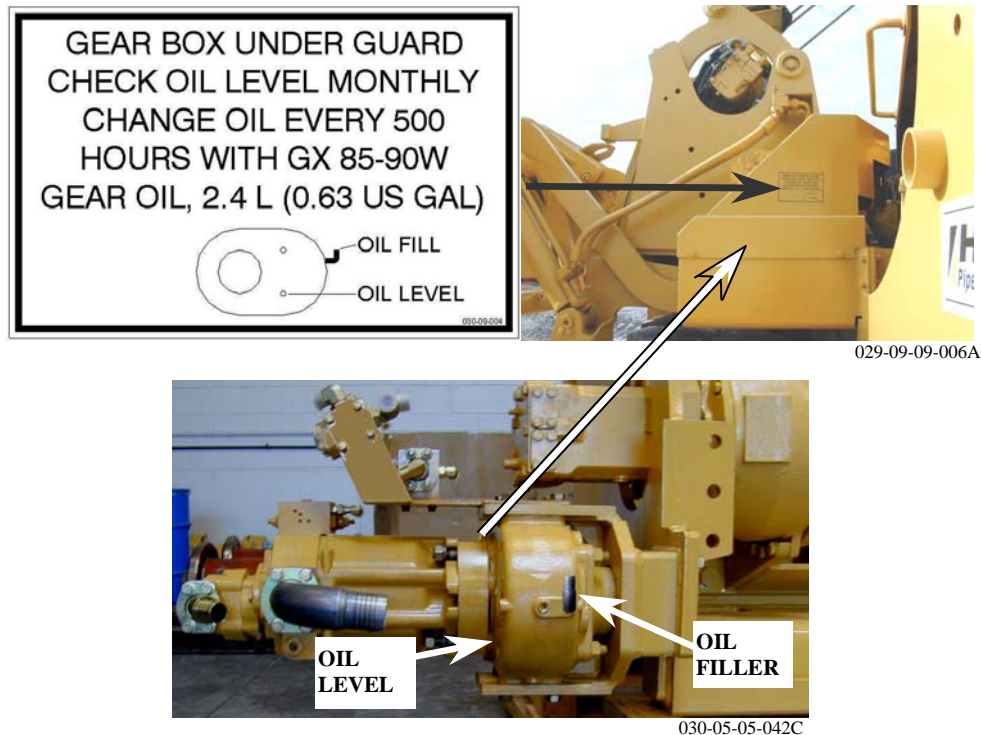 GEAR BOX UNDER GUARD
CHECK OIL LEVEL MONTHLY
CHANGE OIL EVERY 500
HOURS WITH GX 85-90W
GEAR OIL, 2.4 L (0.63 US GAL)
OIL FILL
OIL LEVEL
030-09-004
H
Pipe
029-09-09-006A
OIL
LEVEL
OIL
FILLER
030-05-05-042C